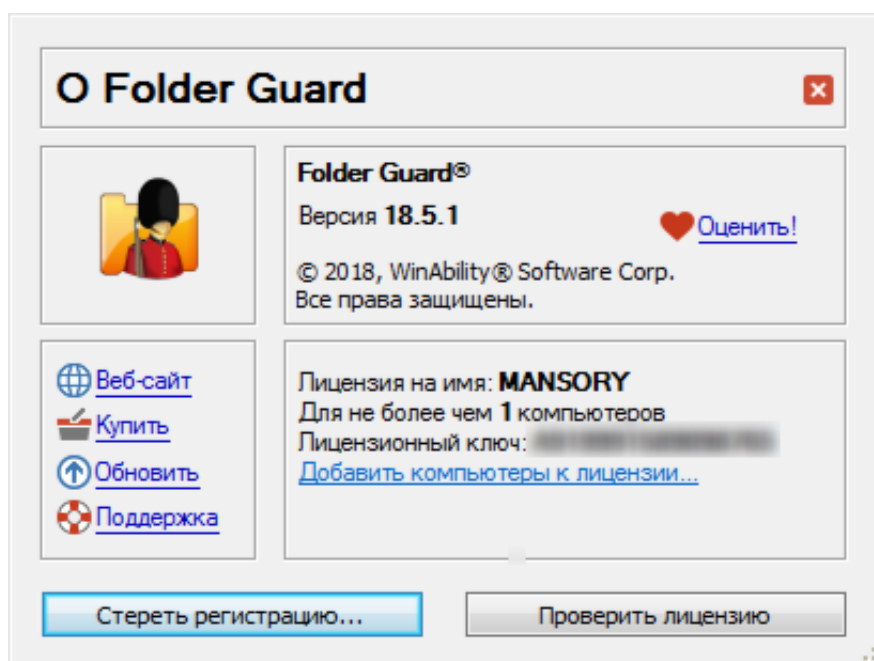 О Folder Guard
Folder Guard®
Версия 18.5.1
Оценить!
© 2018, WinAbility® Software Corp.
Все права защищены.
Веб-сайт
Купить
Обновить
Поддержка
Лицензия на имя: MANSORY
Для не более чем 1 компьютеров
Лицензионный ключ:
Добавить компьютеры к лицензии...
Стереть регистрацию...
Проверить лицензию